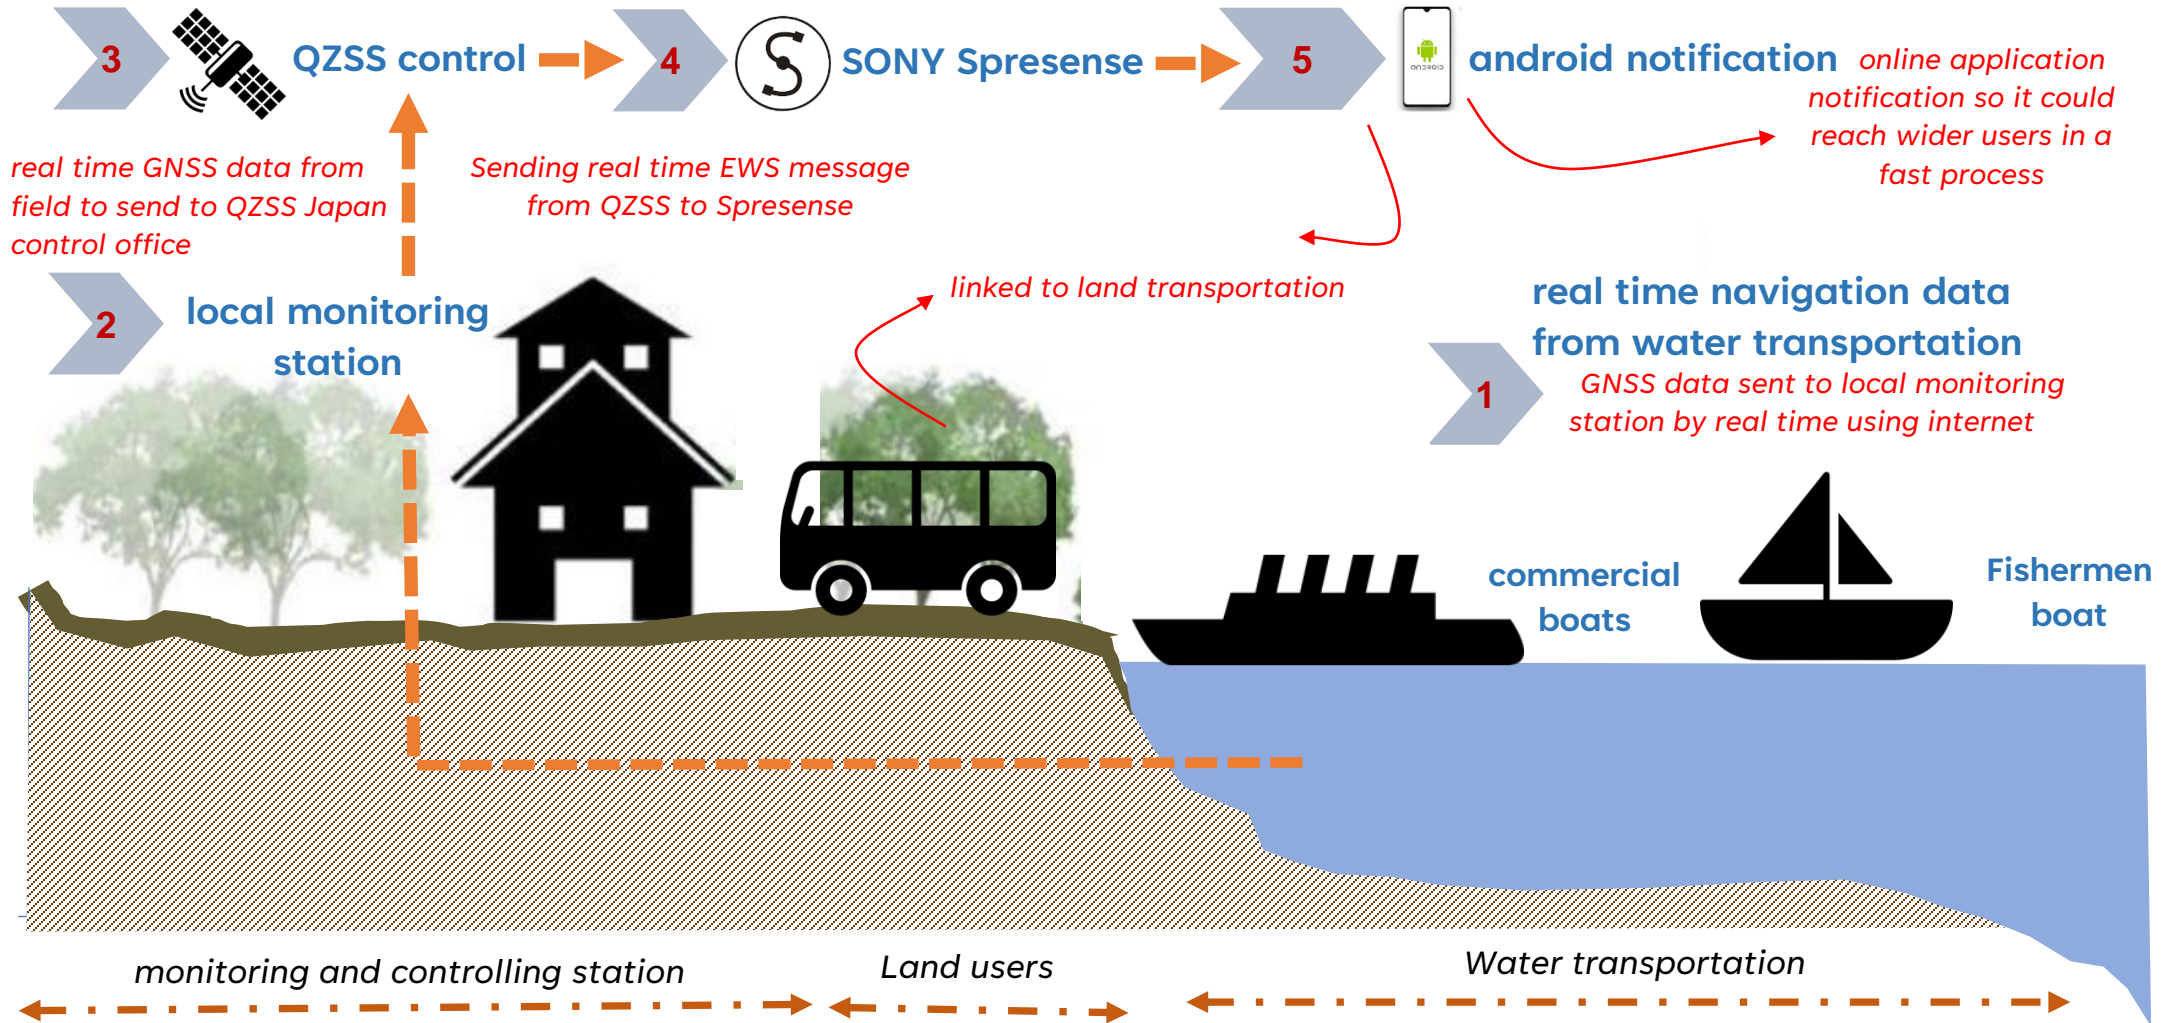 3
QZSS control
4
SONY Spresense
5
ANDROID
android notification
online application
notification so it could
reach wider users in a
fast process
real time GNSS data from
field to send to QZSS Japan
control office
Sending real time EWS message
from QZSS to Spresense
2
local monitoring
station
linked to land transportation
real time navigation data
from water transportation
1
GNSS data sent to local monitoring
station by real time using internet
commercial
boats
Fishermen
boat
monitoring and controlling station
Land users
Water transportation